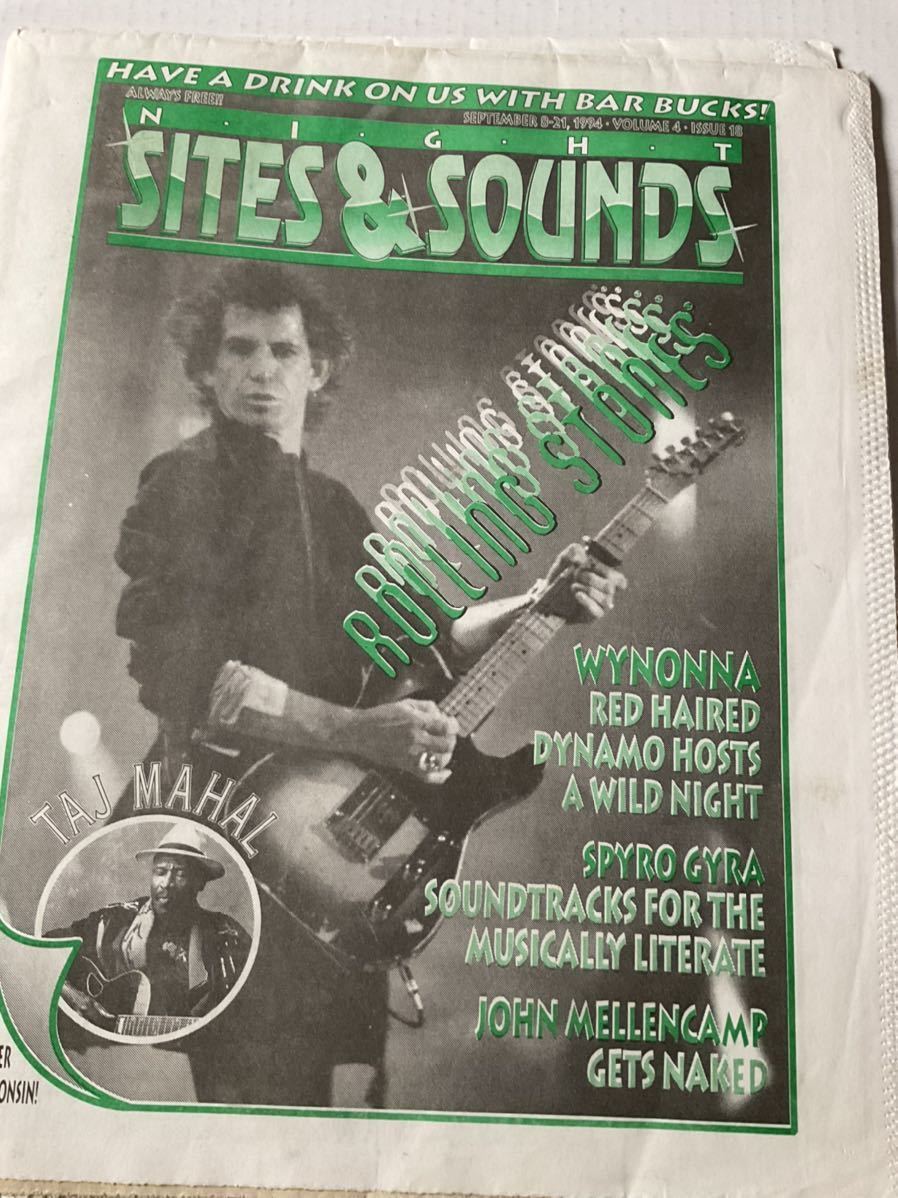 HAVE A DRINK ON US WITH BAR BUCKS!
ALWAYS FREE!!
SEPTEMBER 8-21, 1994 · VOLUME 4 · ISSUE 18
N·I·G·H·T
SITES & SOUNDS
ROLLING STONES
WYNONNA
RED HAIRED
DYNAMO HOSTS
A WILD NIGHT
TAJ MAHAL
SPYRO GYRA
SOUNDTRACKS FOR THE
MUSICALLY LITERATE
JOHN MELLENCAMP
GETS NAKED
ER
ONSIN!